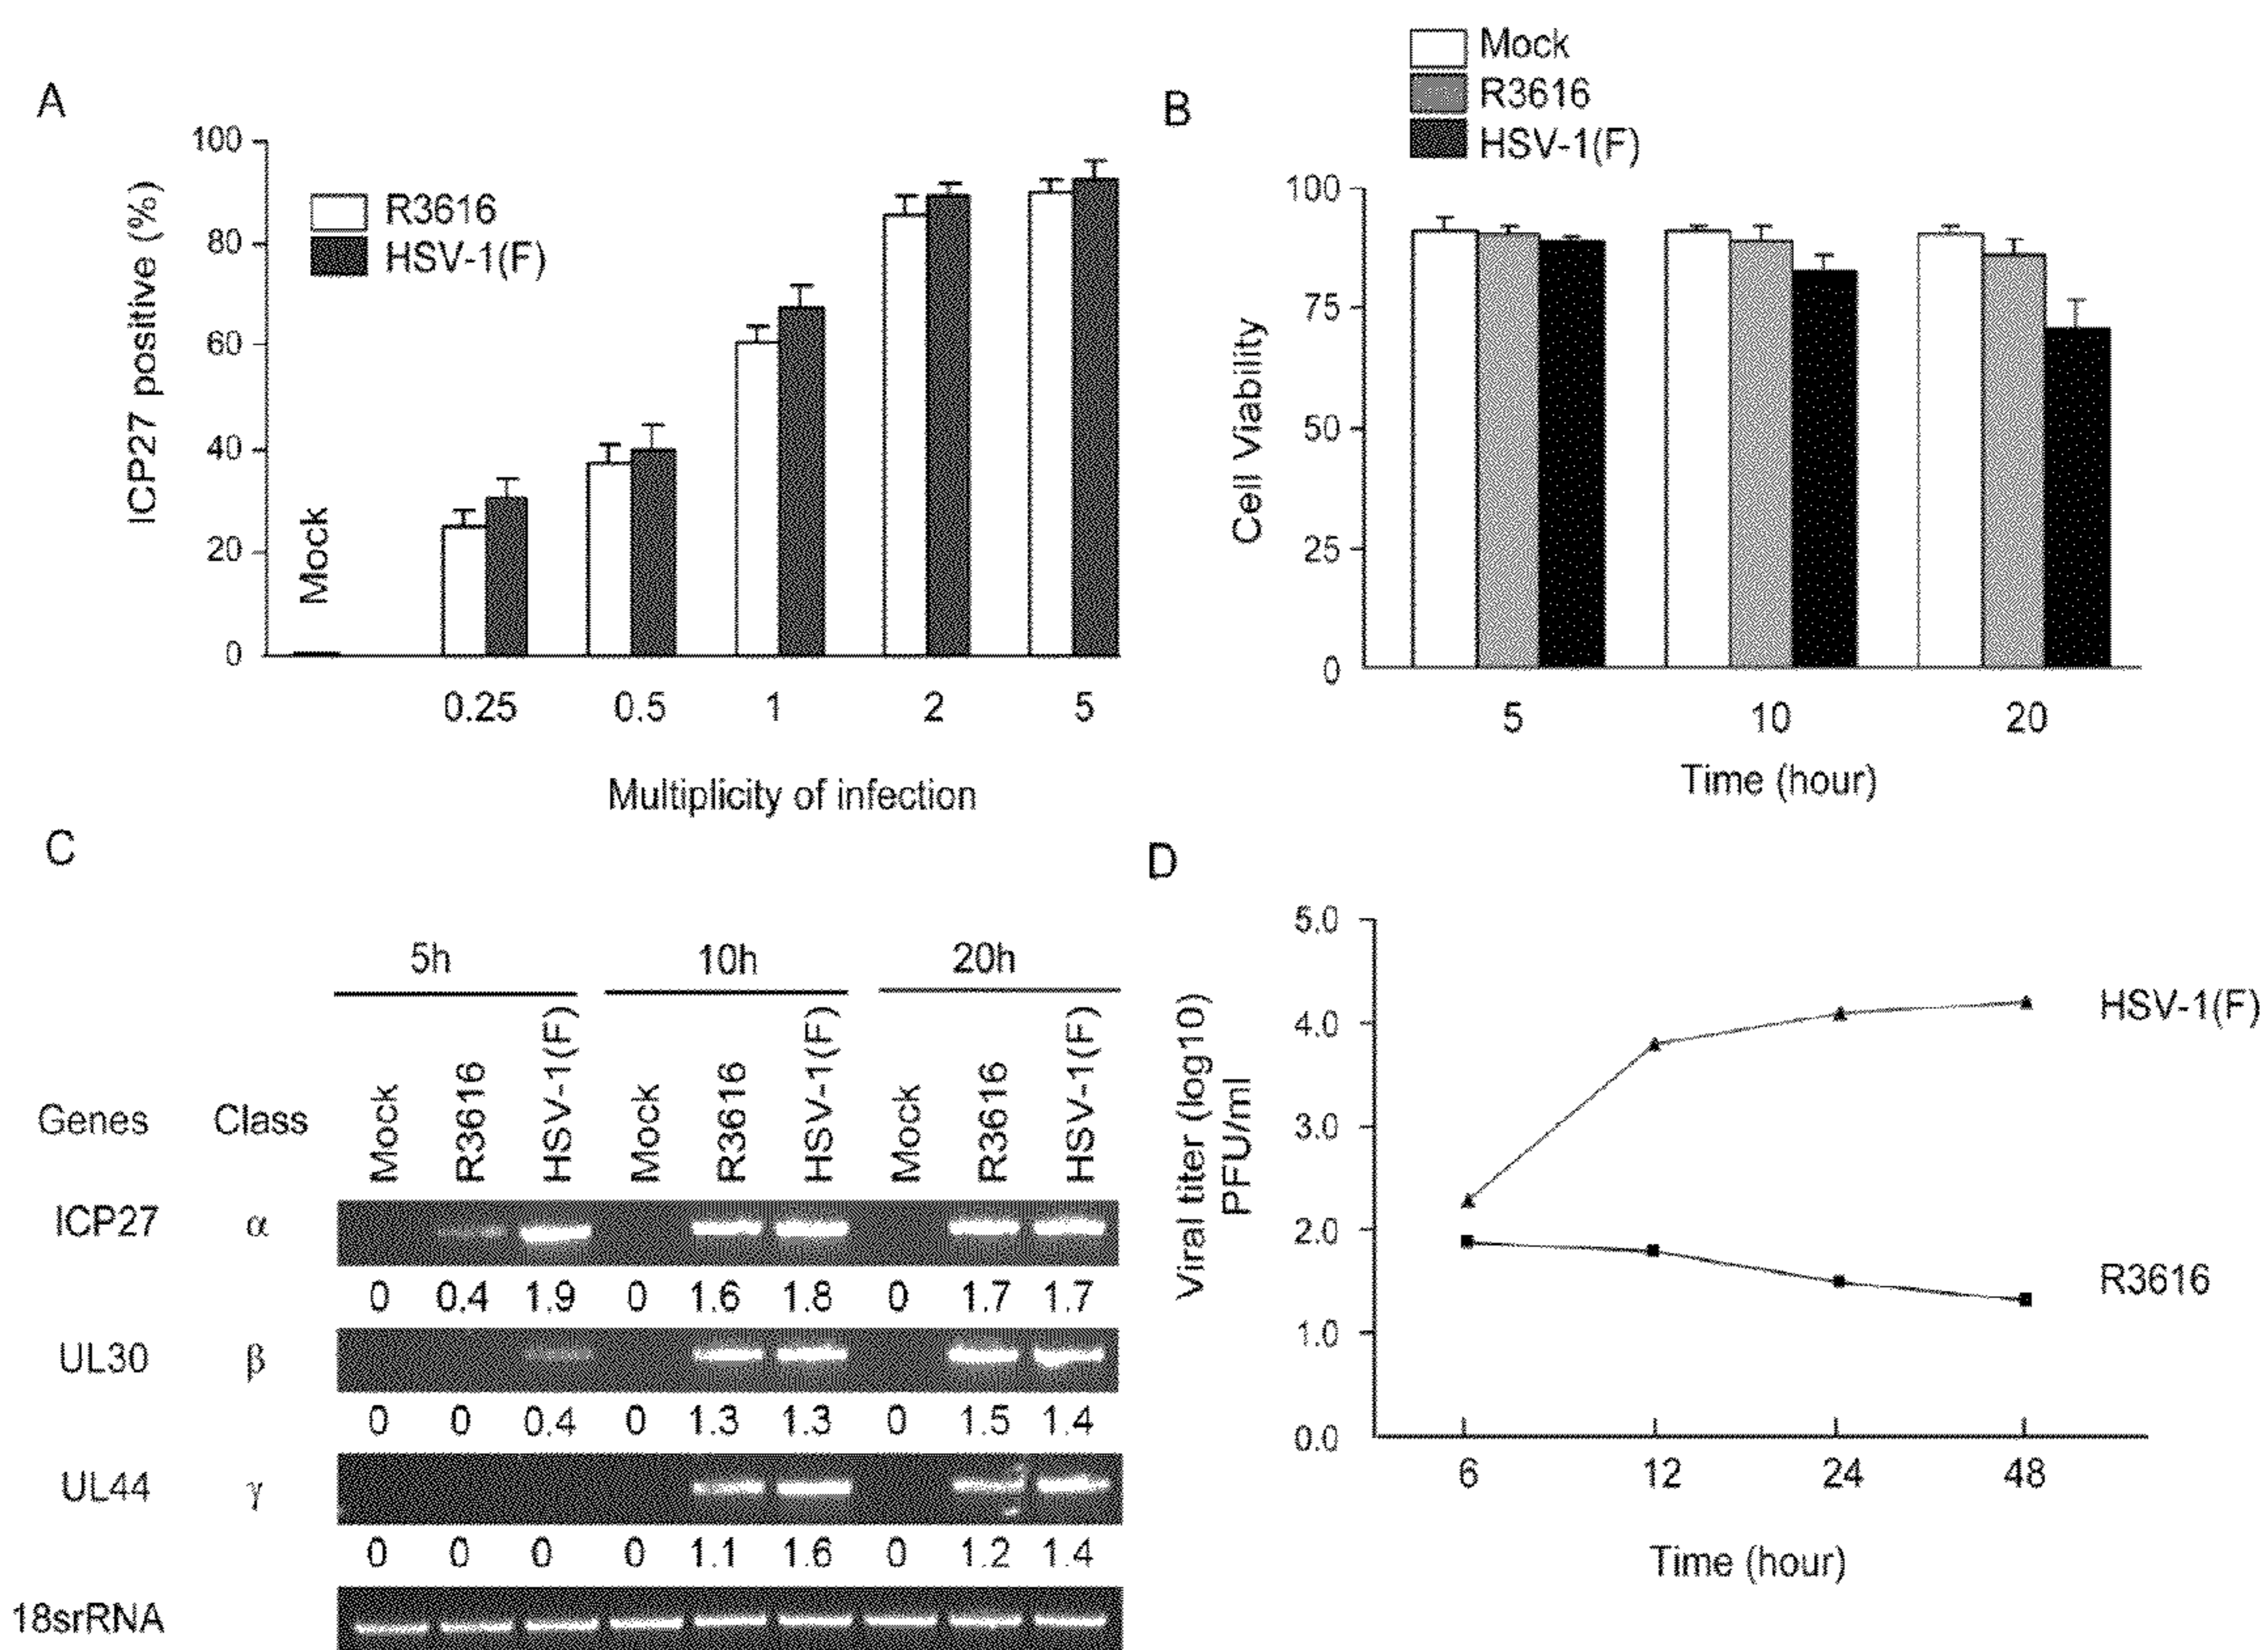 A
100
80
60
40
20
0
ICP27 positive (%)
R3616
HSV-1(F)
Mock
0.25 0.5 1 2 5
Multiplicity of infection
B
Mock
R3616
HSV-1(F)
100
75
50
25
0
Cell Viability
5 10 20
Time (hour)
C
5h 10h 20h
Genes Class Mock R3616 HSV-1(F) Mock R3616 HSV-1(F) Mock R3616 HSV-1(F)
ICP27 α
0 0.4 1.9 0 1.6 1.8 0 1.7 1.7
UL30 β
0 0 0.4 0 1.3 1.3 0 1.5 1.4
UL44 γ
0 0 0 0 1.1 1.6 0 1.2 1.4
18srRNA
D
5.0
4.0
3.0
2.0
1.0
0.0
Viral titer (log10)
PFU/ml
HSV-1(F)
R3616
6 12 24 48
Time (hour)